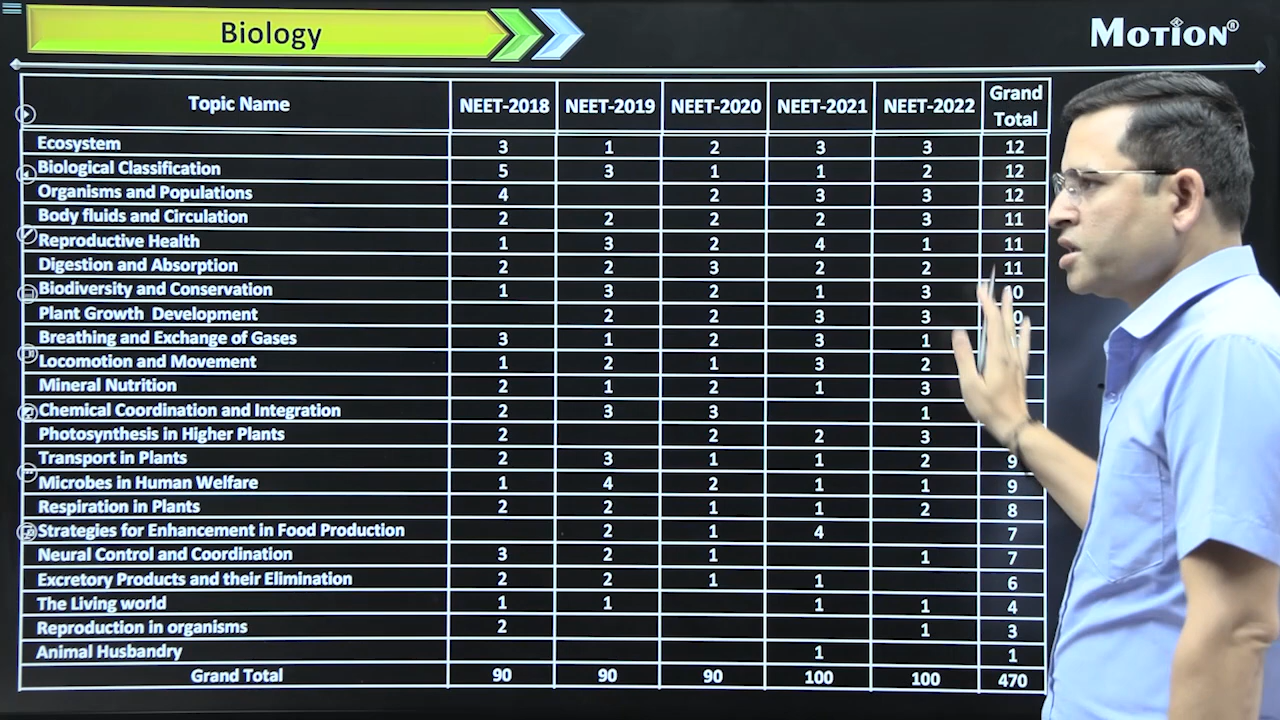 Biology
MOTION®
Topic Name NEET-2018 NEET-2019 NEET-2020 NEET-2021 NEET-2022 Grand Total
Ecosystem 3 1 2 3 3 12
Biological Classification 5 3 1 1 2 12
Organisms and Populations 4 2 3 3 12
Body fluids and Circulation 2 2 2 2 3 11
Reproductive Health 1 3 2 4 1 11
Digestion and Absorption 2 2 3 2 2 11
Biodiversity and Conservation 1 3 2 1 3
Plant Growth Development 2 2 3 3
Breathing and Exchange of Gases 3 1 2 3 1
Locomotion and Movement 1 2 1 3 2
Mineral Nutrition 2 1 2 1 3
Chemical Coordination and Integration 2 3 3 1
Photosynthesis in Higher Plants 2 2 2 3
Transport in Plants 2 3 1 1 2 9
Microbes in Human Welfare 1 4 2 1 1 9
Respiration in Plants 2 2 1 1 2 8
Strategies for Enhancement in Food Production 2 1 4 7
Neural Control and Coordination 3 2 1 1 7
Excretory Products and their Elimination 2 2 1 1 6
The Living world 1 1 1 1 4
Reproduction in organisms 2 1 3
Animal Husbandry 1 1
Grand Total 90 90 90 100 100 470